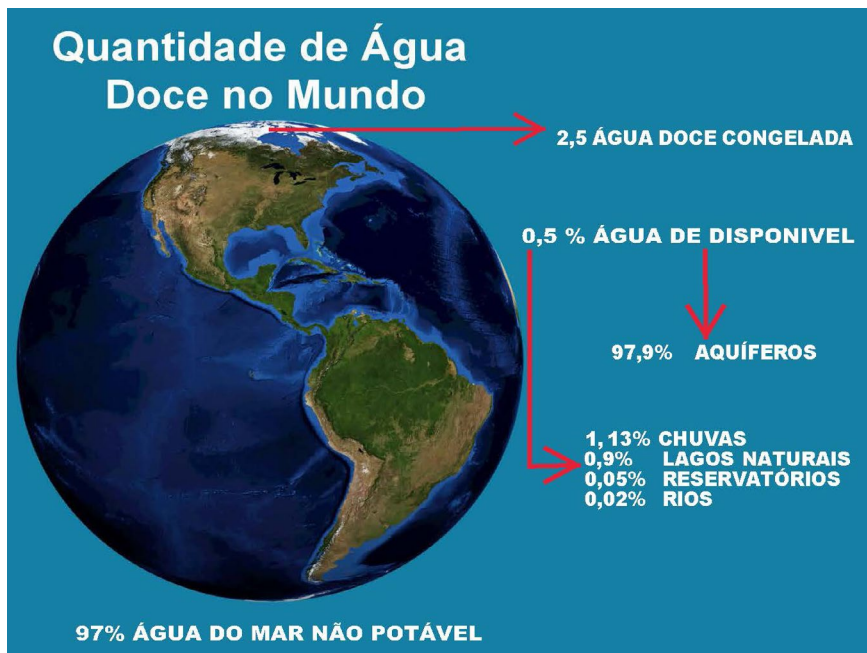 Quantidade de Água
Doce no Mundo
2,5 ÁGUA DOCE CONGELADA
0,5 % ÁGUA DE DISPONIVEL
97,9% AQUÍFEROS
1,13% CHUVAS
0,9% LAGOS NATURAIS
0,05% RESERVATÓRIOS
0,02% RIOS
97% ÁGUA DO MAR NÃO POTÁVEL